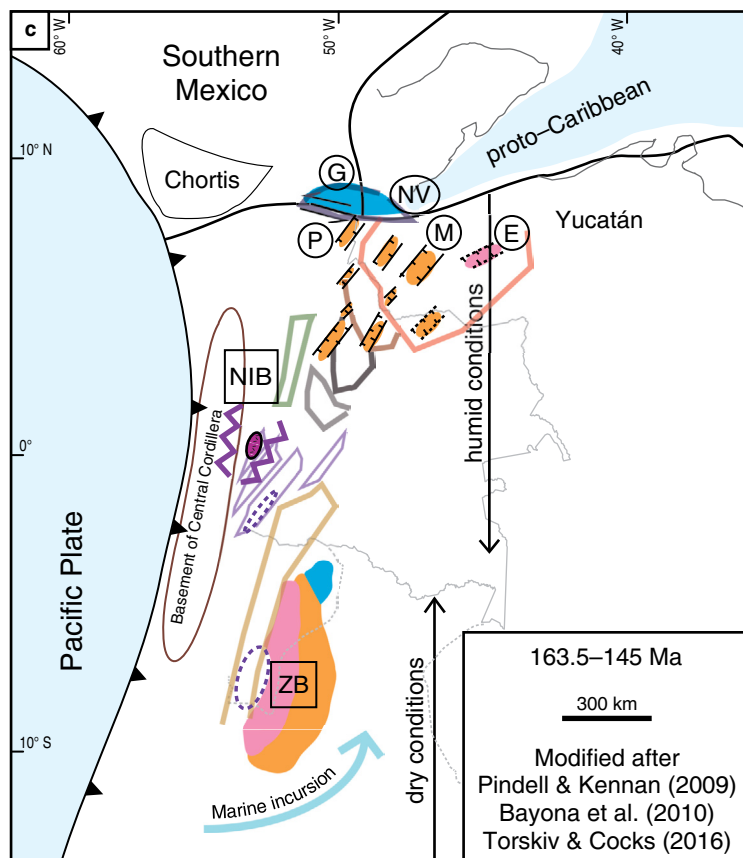 c
60° W
50° W
40° W
Southern
Mexico
proto–Caribbean
10° N
Chortis
G
NV
Yucatán
P
M
E
NIB
humid conditions
0°
Basement of Central Cordillera
Pacific Plate
ZB
dry conditions
10° S
Marine incursion
163.5–145 Ma
300 km
Modified after
Pindell & Kennan (2009)
Bayona et al. (2010)
Torskiv & Cocks (2016)